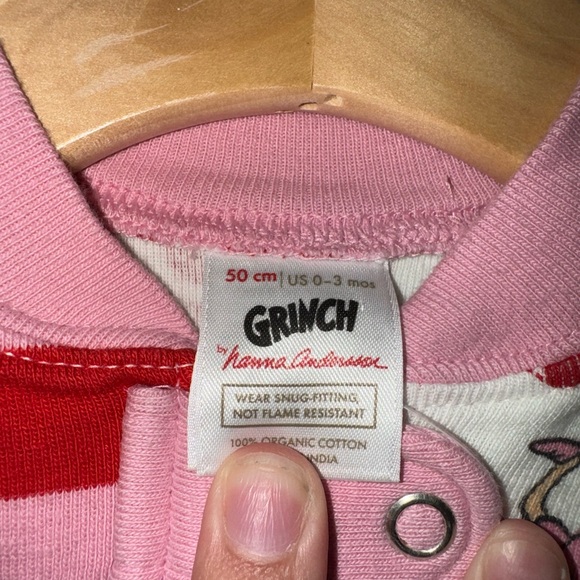 50 cm | US 0-3 mos
GRINCH
by hanna andersson
WEAR SNUG-FITTING,
NOT FLAME RESISTANT
100% ORGANIC COTTON
INDIA